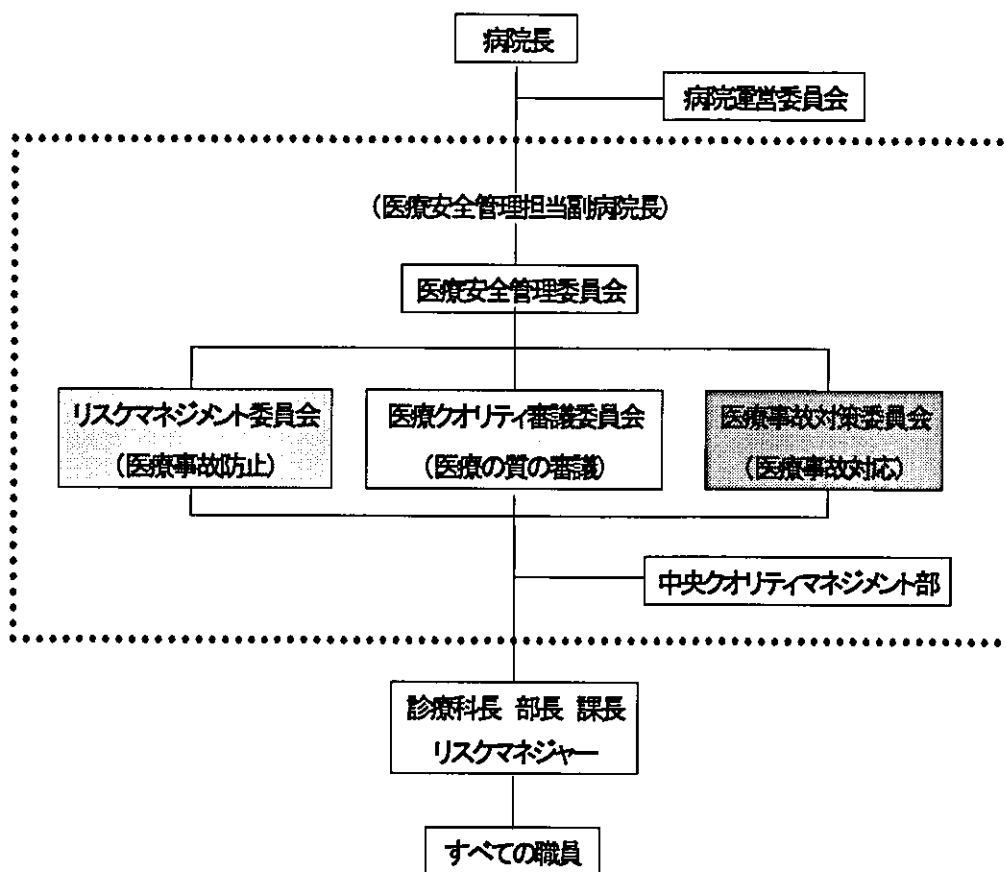 病院長
病院運営委員会
(医療安全管理担当副病院長)
医療安全管理委員会
リスクマネジメント委員会
(医療事故防止)
医療クオリティ審議委員会
(医療の質の審議)
医療事故対策委員会
(医療事故対応)
中央クオリティマネジメント部
診療科長 部長 課長
リスクマネジャー
すべての職員